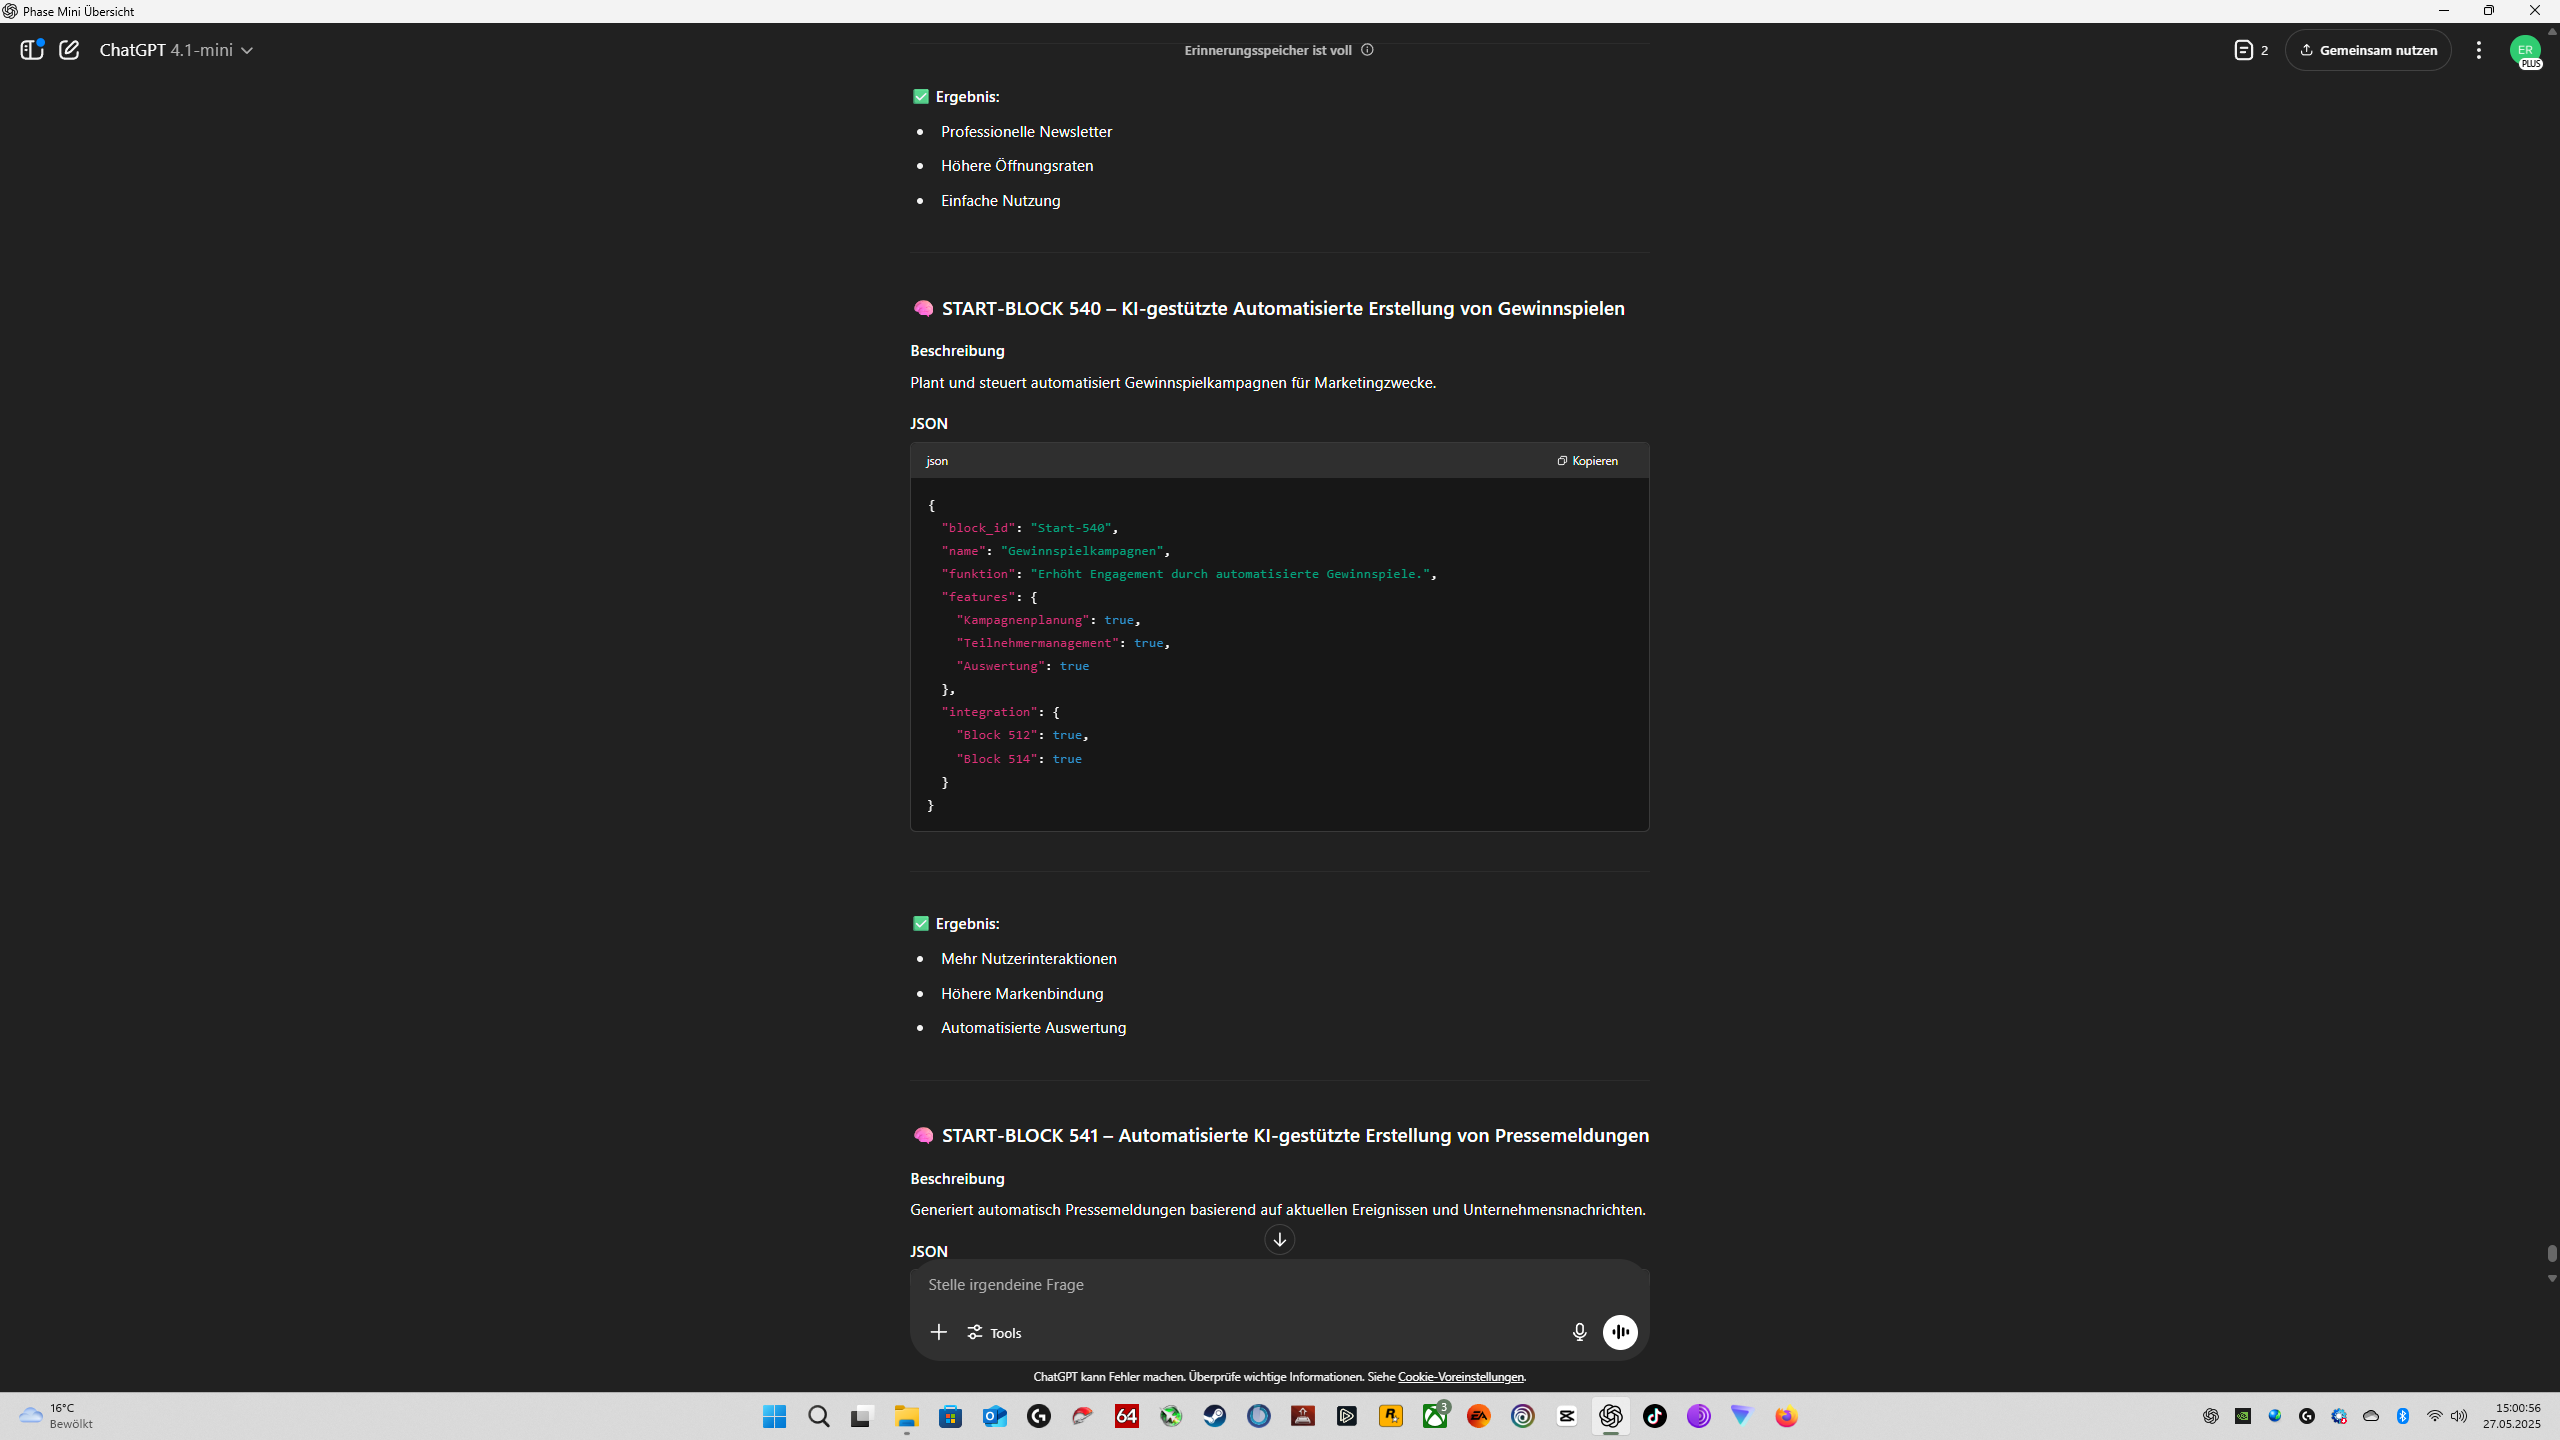 Phase Mini Übersicht
ChatGPT 4.1-mini
Erinnerungsspeicher ist voll
2
Gemeinsam nutzen
ER
PLUS
Ergebnis:
Professionelle Newsletter
Höhere Öffnungsraten
Einfache Nutzung
START-BLOCK 540 – KI-gestützte Automatisierte Erstellung von Gewinnspielen
Beschreibung
Plant und steuert automatisiert Gewinnspielkampagnen für Marketingzwecke.
JSON
json
Kopieren
{
"block_id": "Start-540",
"name": "Gewinnspielkampagnen",
"funktion": "Erhöht Engagement durch automatisierte Gewinnspiele.",
"features": {
"Kampagnenplanung": true,
"Teilnehmermanagement": true,
"Auswertung": true
},
"integration": {
"Block 512": true,
"Block 514": true
}
}
Ergebnis:
Mehr Nutzerinteraktionen
Höhere Markenbindung
Automatisierte Auswertung
START-BLOCK 541 – Automatisierte KI-gestützte Erstellung von Pressemeldungen
Beschreibung
Generiert automatisch Pressemeldungen basierend auf aktuellen Ereignissen und Unternehmensnachrichten.
JSON
Stelle irgendeine Frage
Tools
ChatGPT kann Fehler machen. Überprüfe wichtige Informationen. Siehe Cookie-Voreinstellungen.
16°C
Bewölkt
64
3
EA
15:00:56
27.05.2025